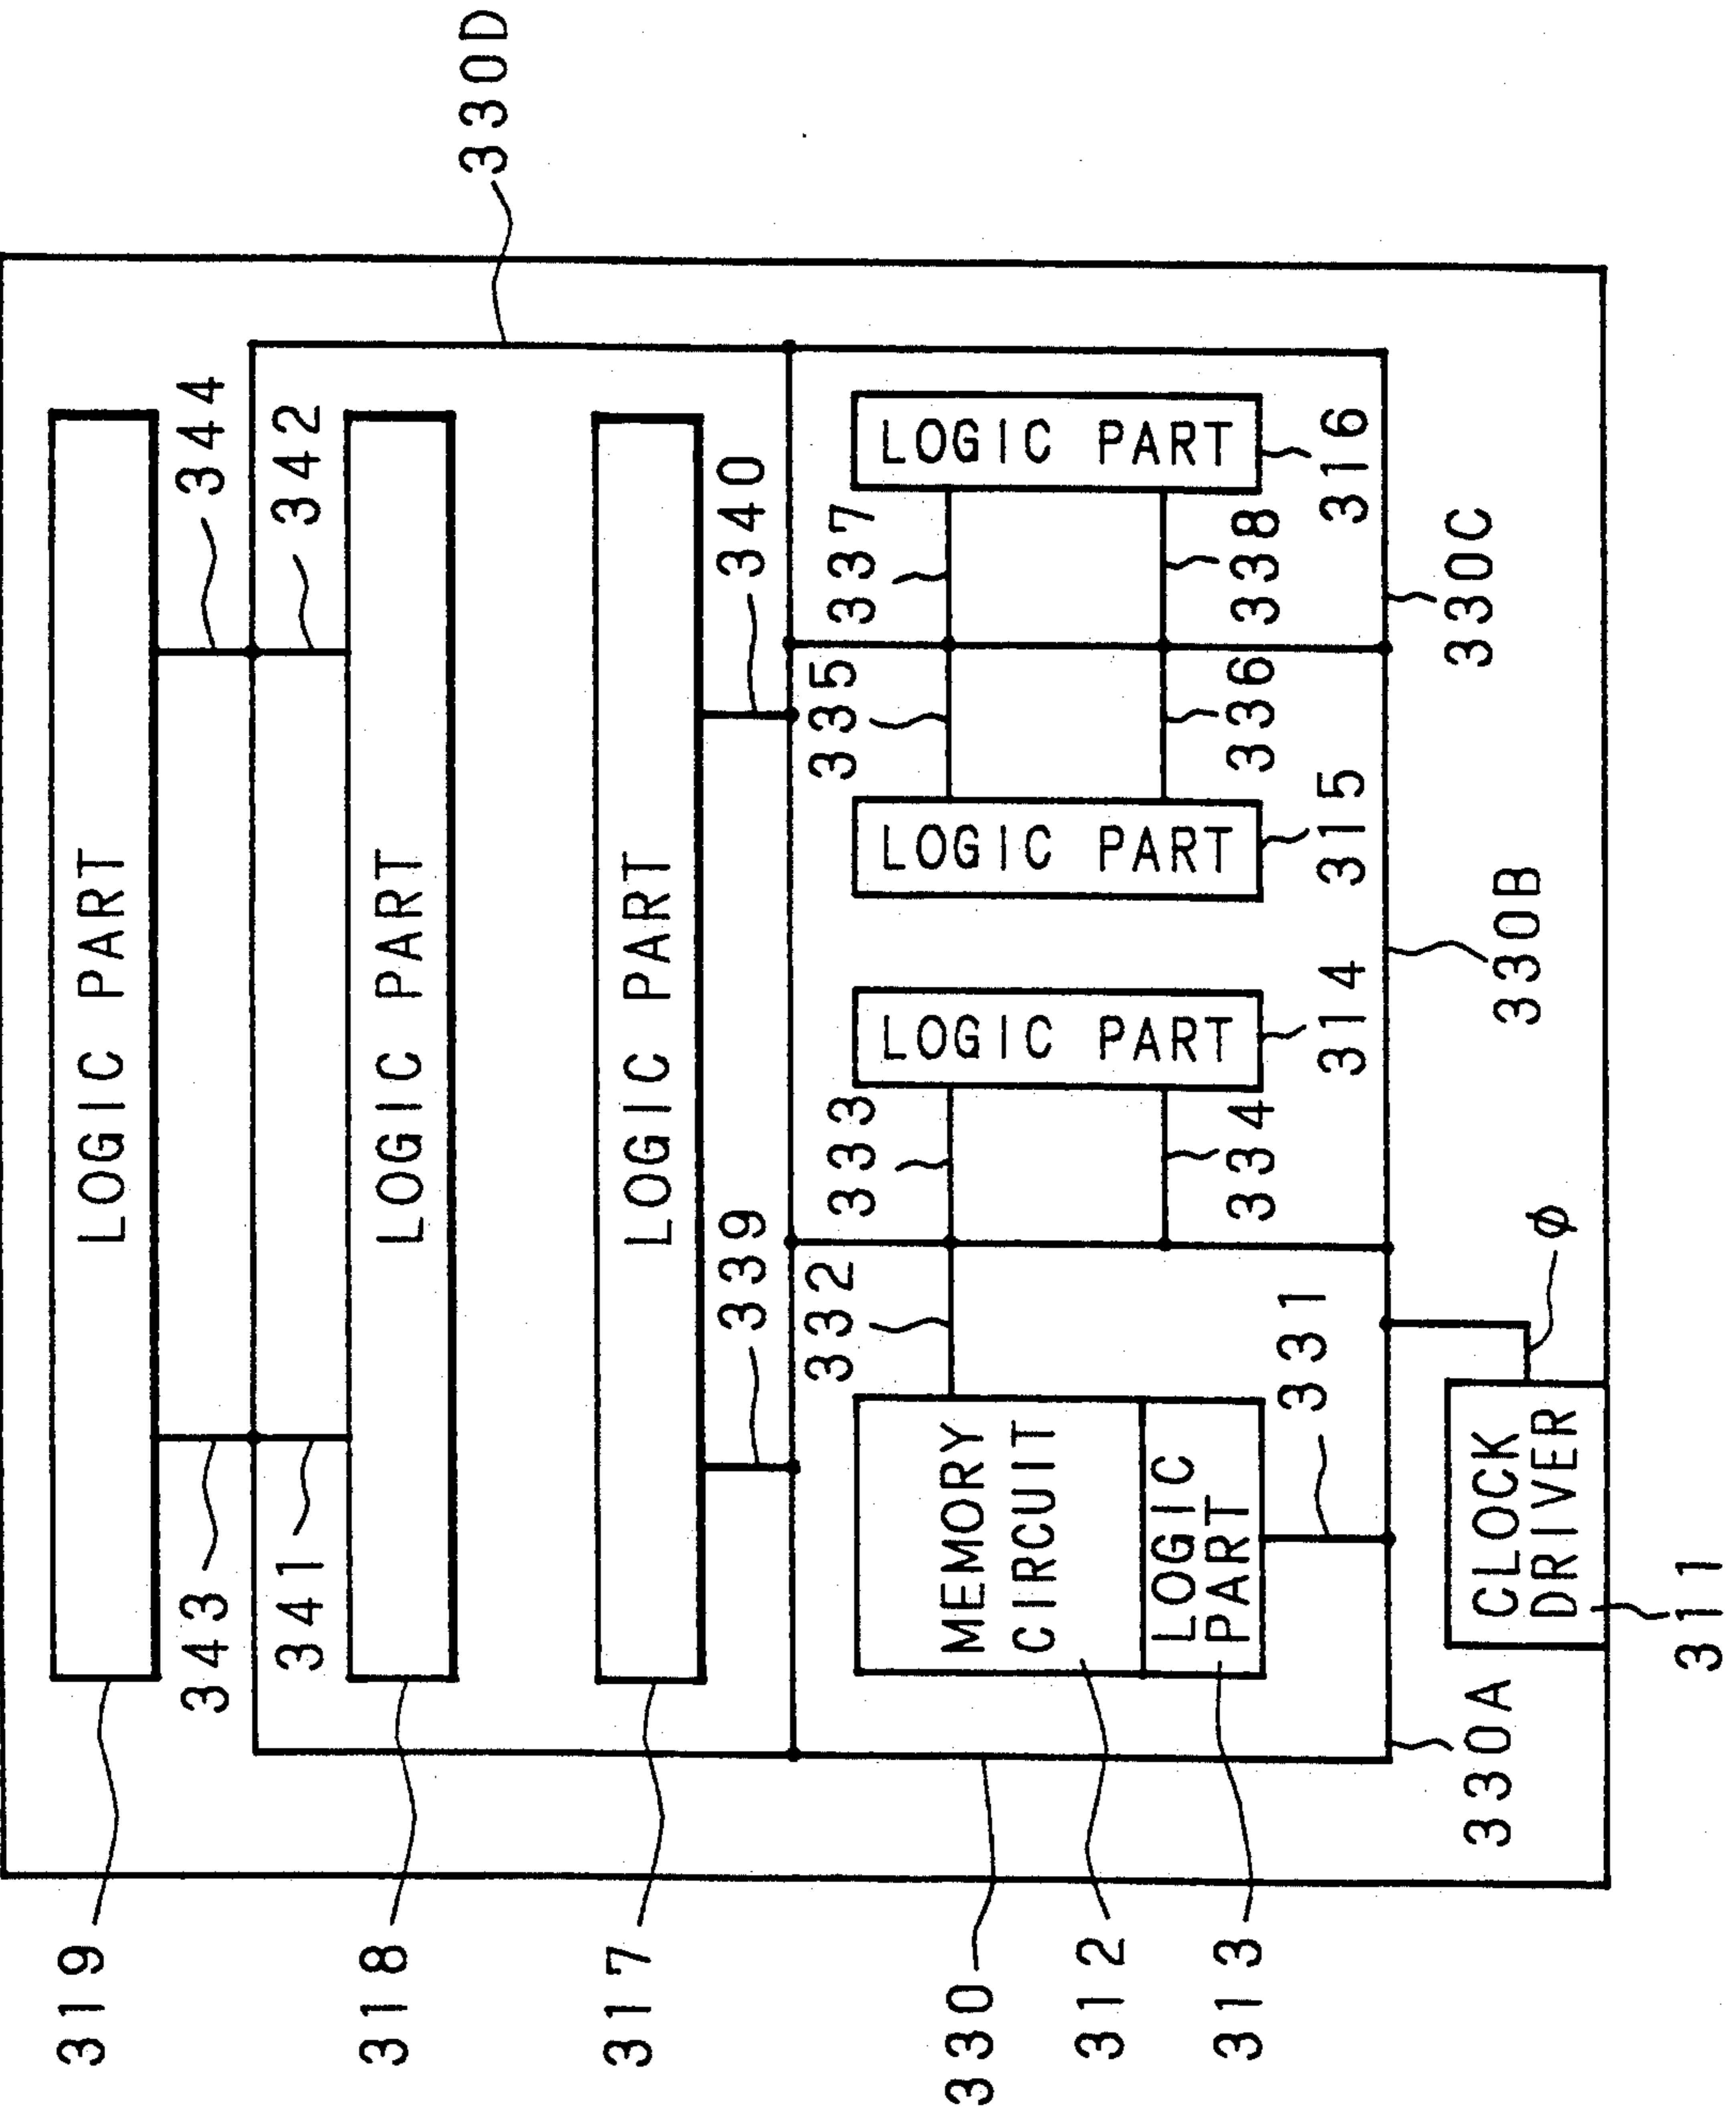 319
LOGIC PART
343
344
330D
341
342
318
LOGIC PART
317
LOGIC PART
339
340
330
332
333
335
337
312
MEMORY
CIRCUIT
LOGIC PART
LOGIC PART
LOGIC PART
313
LOGIC
PART
334
336
338
331
314
315
316
330A
CLOCK
DRIVER
φ
330B
330C
311